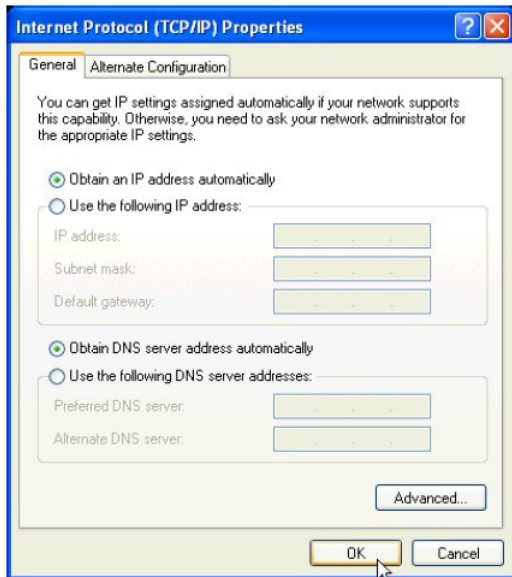 Internet Protocol (TCP/IP) Properties
General
Alternate Configuration
You can get IP settings assigned automatically if your network supports
this capability. Otherwise, you need to ask your network administrator for
the appropriate IP settings.
Obtain an IP address automatically
Use the following IP address:
IP address:
Subnet mask:
Default gateway:
Obtain DNS server address automatically
Use the following DNS server addresses:
Preferred DNS server:
Alternate DNS server:
Advanced...
OK
Cancel